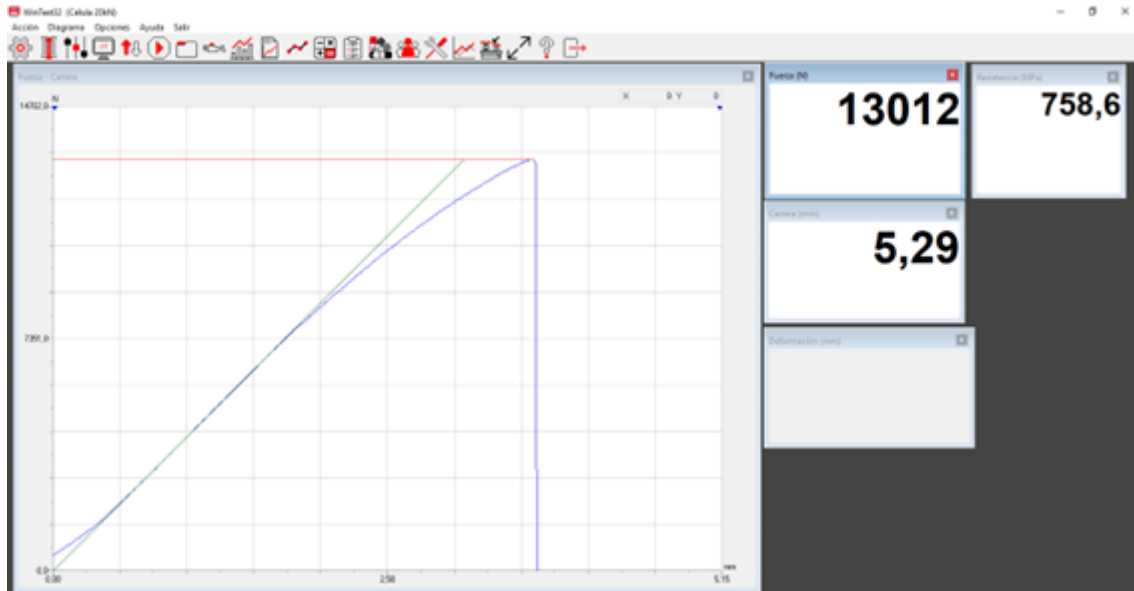 WinTest32 (Celula 20kN)
Acción Diagrama Opciones Ayuda Salir
Fuerza - Carrera
N
X 0 Y 0
14702,0
7351,0
0,0
0,00
2,58
5,15
mm
Fuerza (N)
13012
Resistencia (MPa)
758,6
Carrera (mm)
5,29
Deformación (mm)